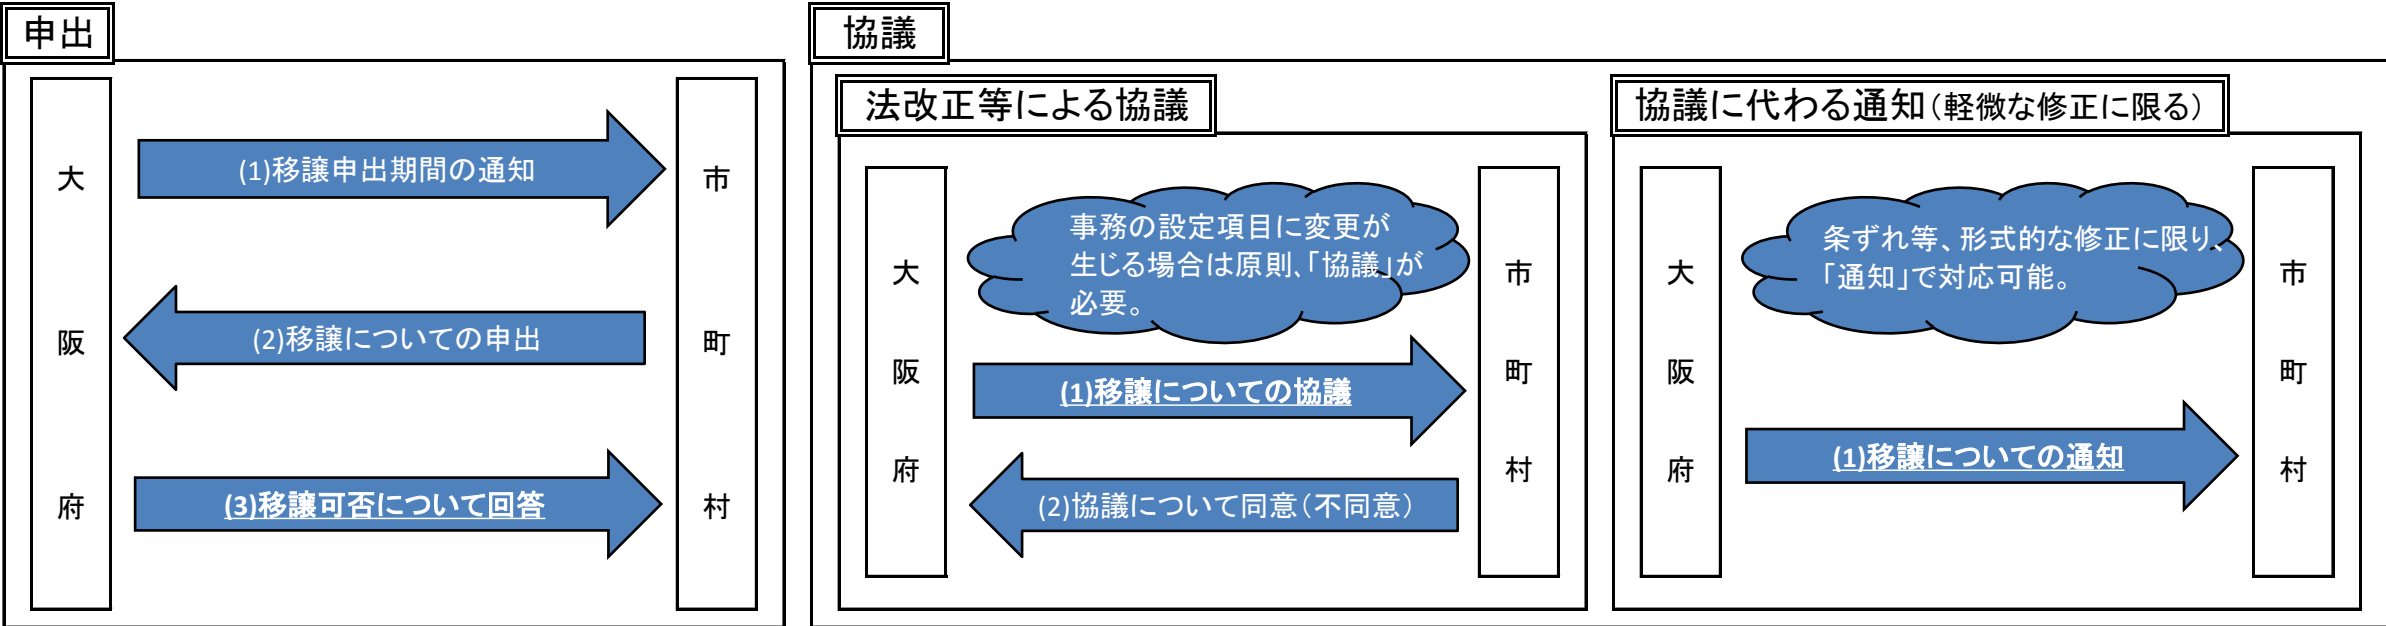 申出
大阪府
(1)移譲申出期間の通知
(2)移譲についての申出
(3)移譲可否について回答
市町村
協議
法改正等による協議
大阪府
事務の設定項目に変更が
生じる場合は原則、「協議」が
必要。
(1)移譲についての協議
(2)協議について同意（不同意）
市町村
協議に代わる通知（軽微な修正に限る）
大阪府
条ずれ等、形式的な修正に限り、
「通知」で対応可能。
(1)移譲についての通知
市町村